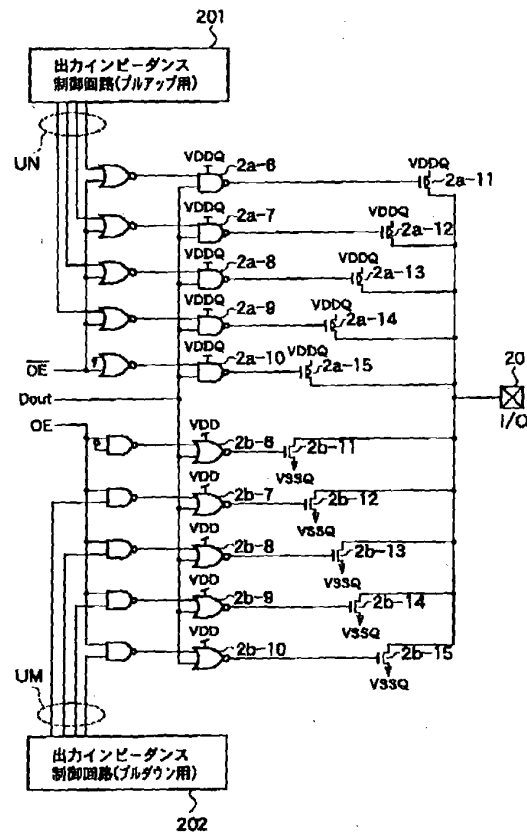 201
出力インピーダンス
制御回路(プルアップ用)
UN
VDDQ
2a-6
VDDQ
2a-11
VDDQ
2a-7
VDDQ
2a-12
VDDQ
2a-8
VDDQ
2a-13
VDDQ
2a-9
VDDQ
2a-14
VDDQ
2a-10
VDDQ
2a-15
OE
Dout
20
I/O
OE
VDD
2b-6
2b-11
VSSQ
VDD
2b-7
2b-12
VSSQ
VDD
2b-8
2b-13
VSSQ
VDD
2b-9
2b-14
VSSQ
VDD
2b-10
2b-15
VSSQ
UM
出力インピーダンス
制御回路(プルダウン用)
202